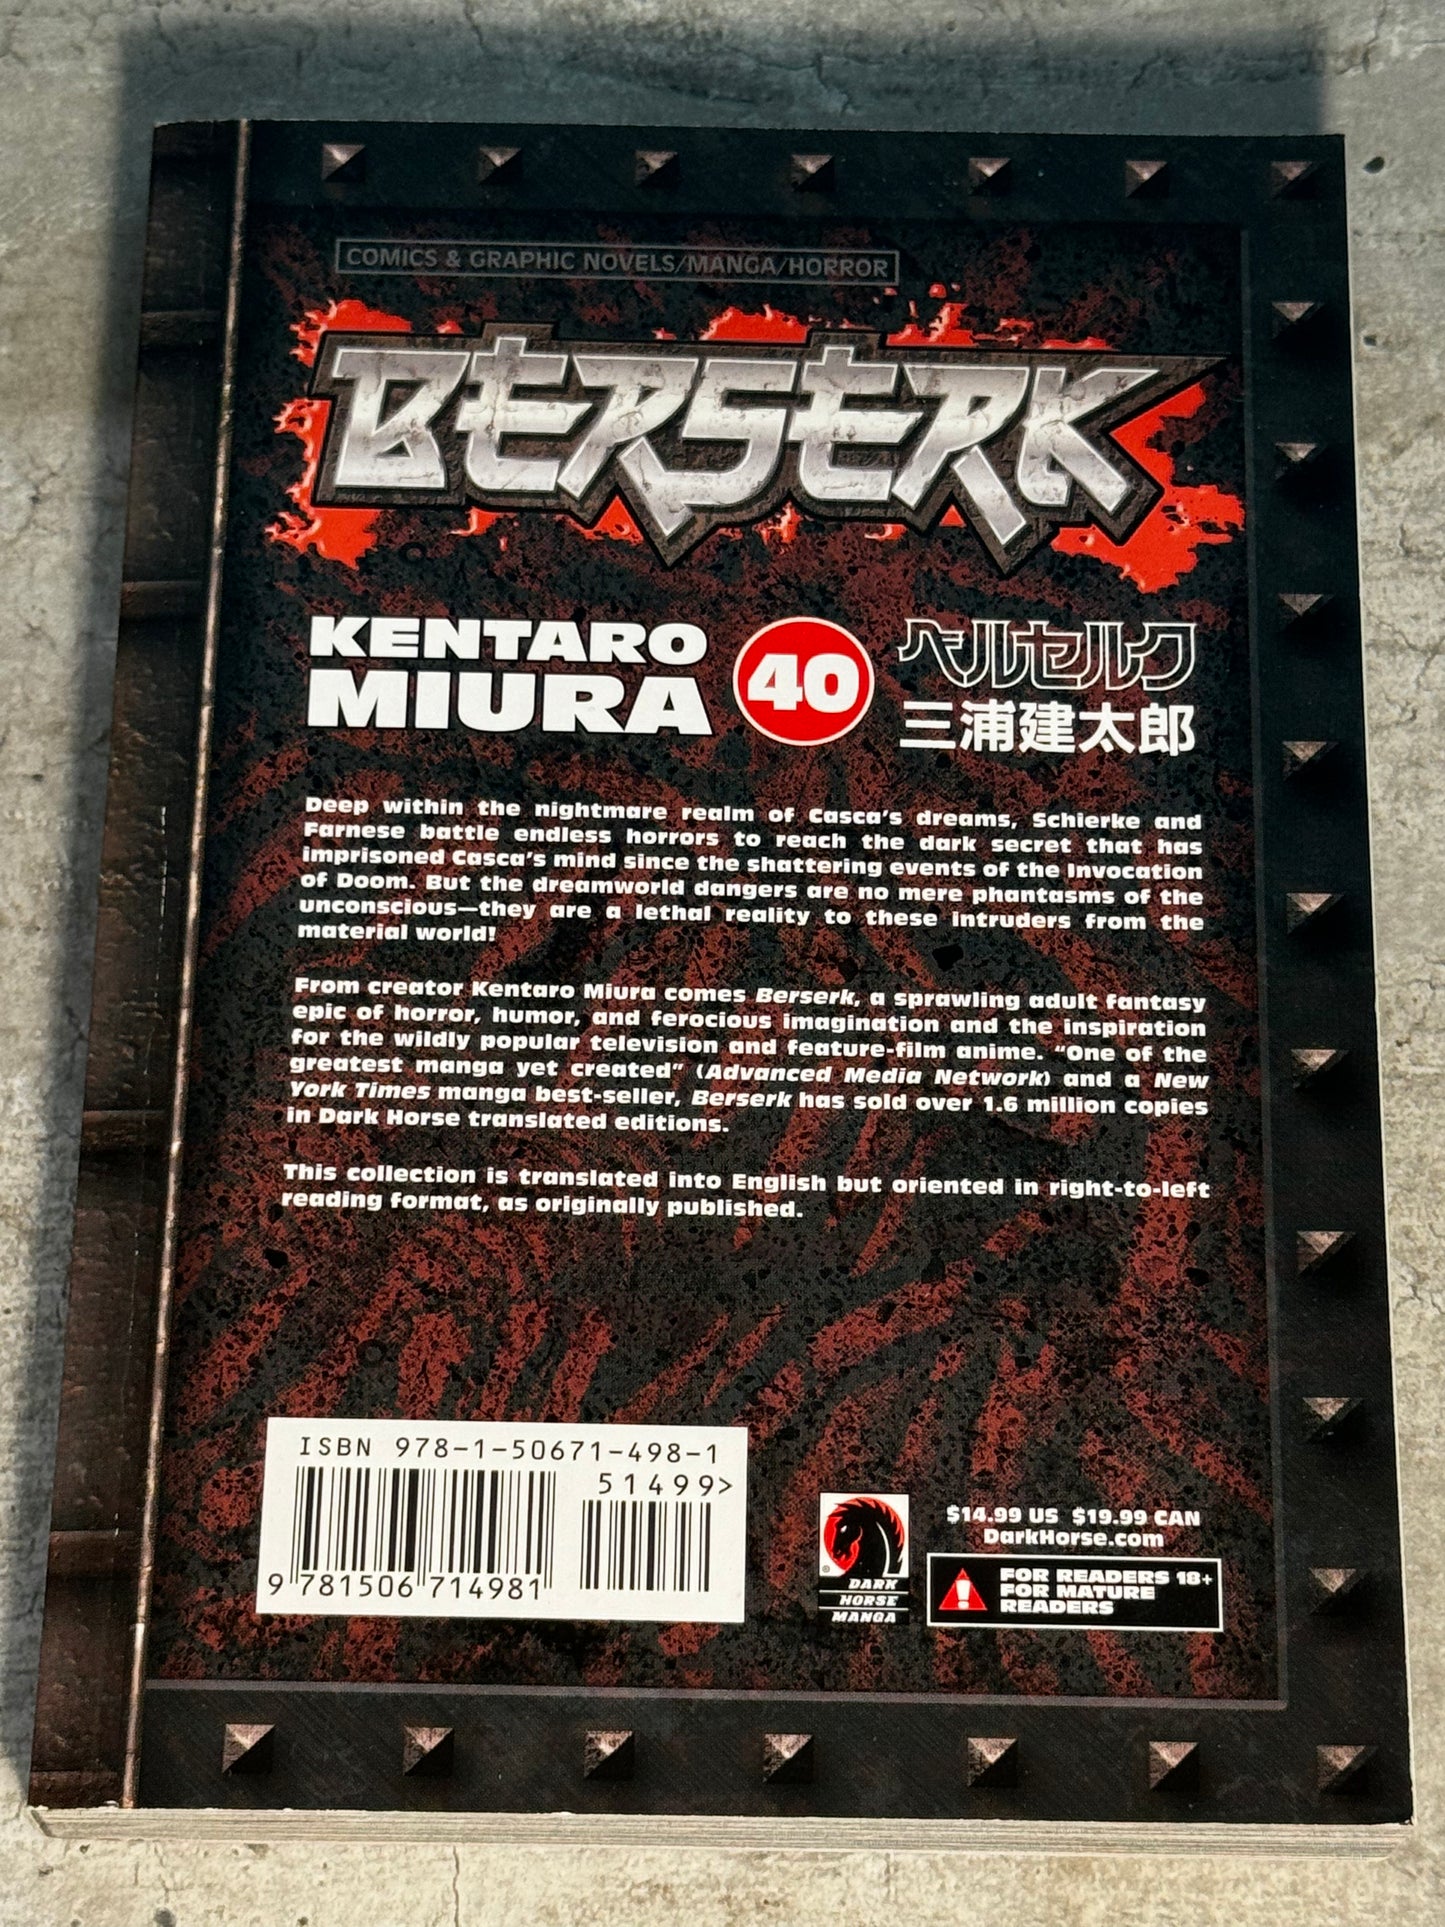 COMICS & GRAPHIC NOVELS/MANGA/HORROR
BERSERK
KENTARO
MIURA
40
ベルセルク
三浦建太郎
Deep within the nightmare realm of Casca's dreams, Schierke and
Farnese battle endless horrors to reach the dark secret that has
imprisoned Casca's mind since the shattering events of the Invocation
of Doom. But the dreamworld dangers are no mere phantasms of the
unconscious—they are a lethal reality to these intruders from the
material world!
From creator Kentaro Miura comes Berserk, a sprawling adult fantasy
epic of horror, humor, and ferocious imagination and the inspiration
for the wildly popular television and feature-film anime. “One of the
greatest manga yet created” (Advanced Media Network) and a New
York Times manga best-seller, Berserk has sold over 1.6 million copies
in Dark Horse translated editions.
This collection is translated into English but oriented in right-to-left
reading format, as originally published.
ISBN 978-1-50671-498-1
51499>
9 781506 714981
DARK
HORSE
MANGA
®
$14.99 US $19.99 CAN
DarkHorse.com
!
FOR READERS 18+
FOR MATURE
READERS